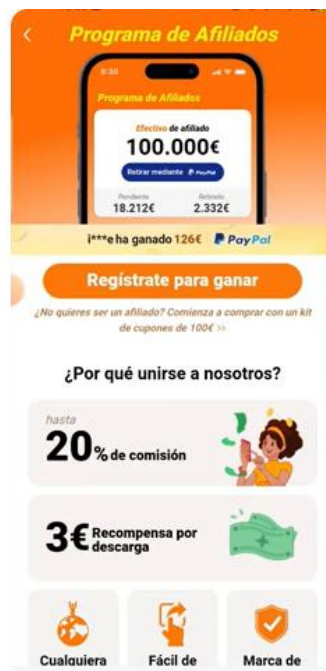 Programa de Afiliados
8:30
Programa de Afiliados
Efectivo de afiliado
100.000€
Retirar mediante PayPal
Pendiente Retirado
18.212€ 2.332€
i***e ha ganado 126€ PayPal
Regístrate para ganar
¿No quieres ser un afiliado? Comienza a comprar con un kit
de cupones de 100€ >>
¿Por qué unirse a nosotros?
hasta
20% de comisión
3€ Recompensa por
descarga
Cualquiera Fácil de Marca de